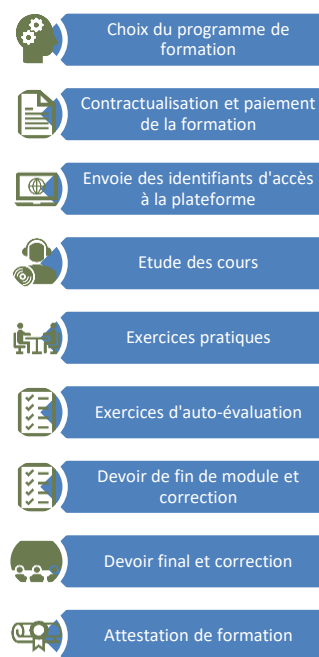 Choix du programme de
formation
Contractualisation et paiement
de la formation
Envoie des identifiants d'accès
à la plateforme
Etude des cours
Exercices pratiques
Exercices d'auto-évaluation
Devoir de fin de module et
correction
Devoir final et correction
Attestation de formation